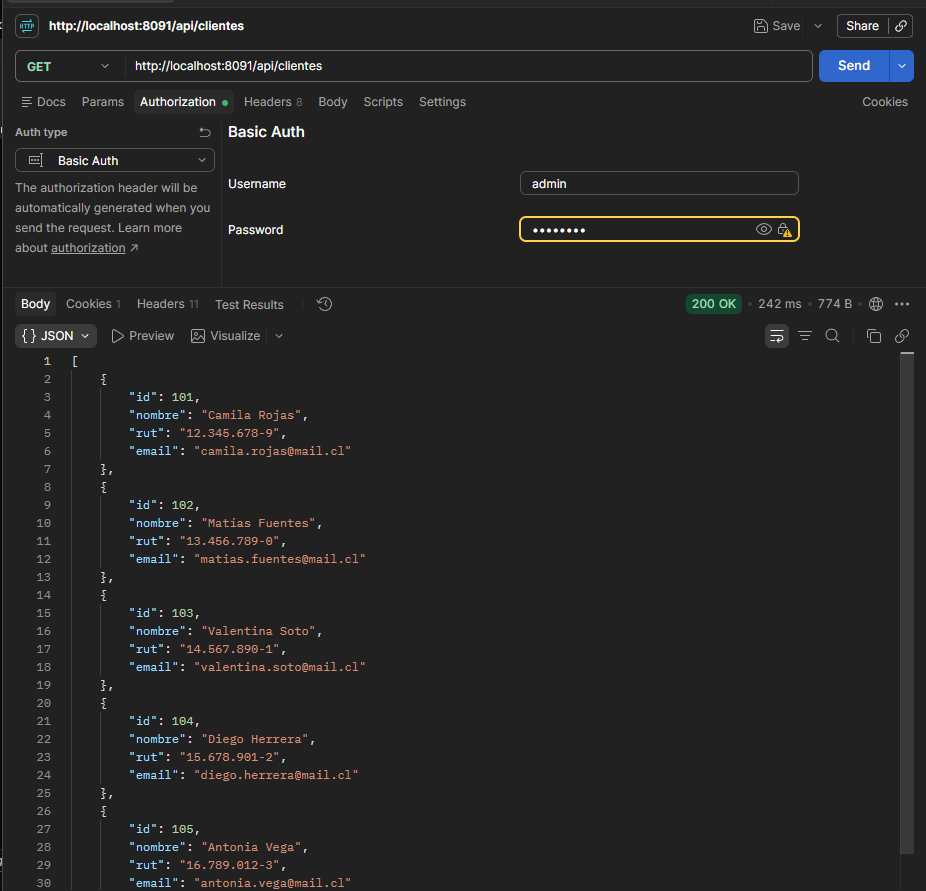 HTTP http://localhost:8091/api/clientes Save Share
GET http://localhost:8091/api/clientes Send
Docs Params Authorization Headers 8 Body Scripts Settings Cookies
Auth type
Basic Auth
The authorization header will be
automatically generated when you
send the request. Learn more
about authorization ↗
Basic Auth
Username admin
Password ••••••••
Body Cookies 1 Headers 11 Test Results 200 OK • 242 ms • 774 B •
{} JSON Preview Visualize
1 [
2 {
3 "id": 101,
4 "nombre": "Camila Rojas",
5 "rut": "12.345.678-9",
6 "email": "camila.rojas@mail.cl"
7 },
8 {
9 "id": 102,
10 "nombre": "Matías Fuentes",
11 "rut": "13.456.789-0",
12 "email": "matias.fuentes@mail.cl"
13 },
14 {
15 "id": 103,
16 "nombre": "Valentina Soto",
17 "rut": "14.567.890-1",
18 "email": "valentina.soto@mail.cl"
19 },
20 {
21 "id": 104,
22 "nombre": "Diego Herrera",
23 "rut": "15.678.901-2",
24 "email": "diego.herrera@mail.cl"
25 },
26 {
27 "id": 105,
28 "nombre": "Antonia Vega",
29 "rut": "16.789.012-3",
30 "email": "antonia.vega@mail.cl"